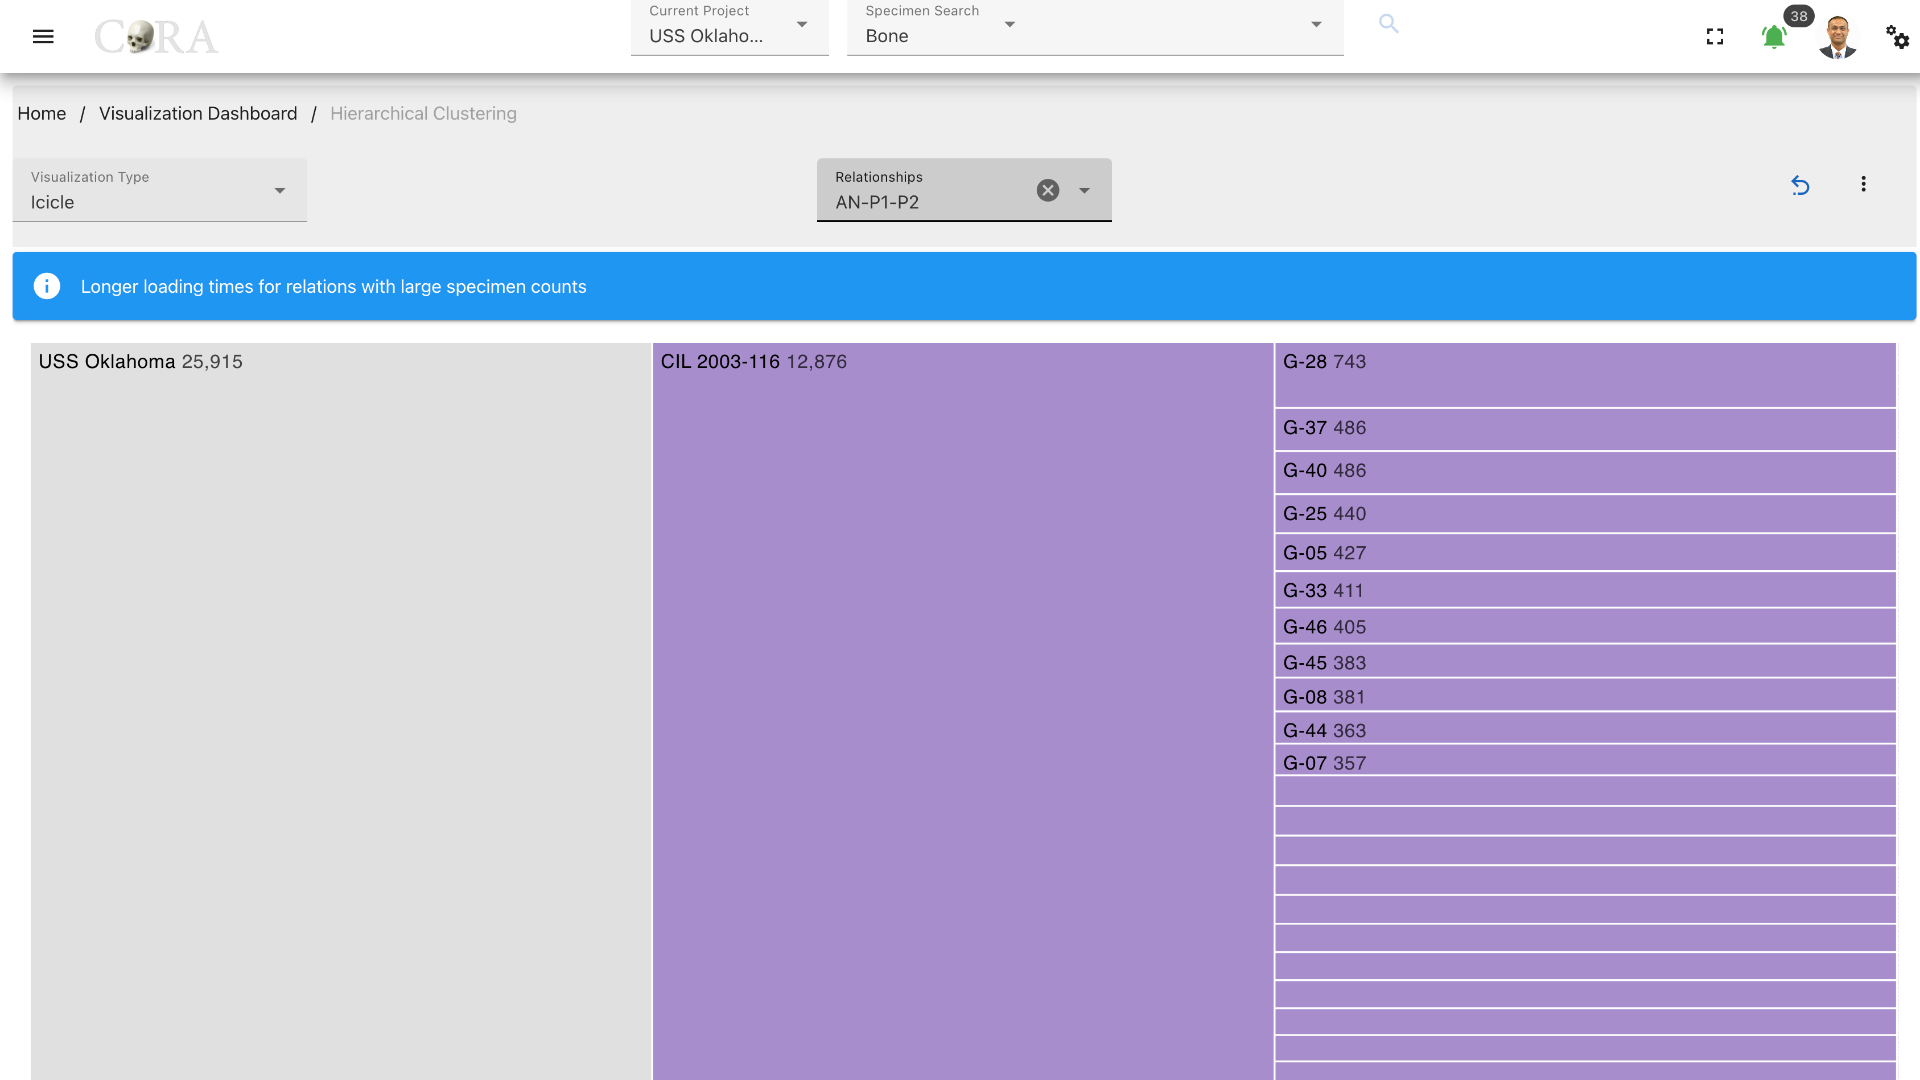 CORA
Current Project
USS Oklaho...
Specimen Search
Bone
38
Home / Visualization Dashboard / Hierarchical Clustering
Visualization Type
Icicle
Relationships
AN-P1-P2
Longer loading times for relations with large specimen counts
USS Oklahoma 25,915
CIL 2003-116 12,876
G-28 743
G-37 486
G-40 486
G-25 440
G-05 427
G-33 411
G-46 405
G-45 383
G-08 381
G-44 363
G-07 357